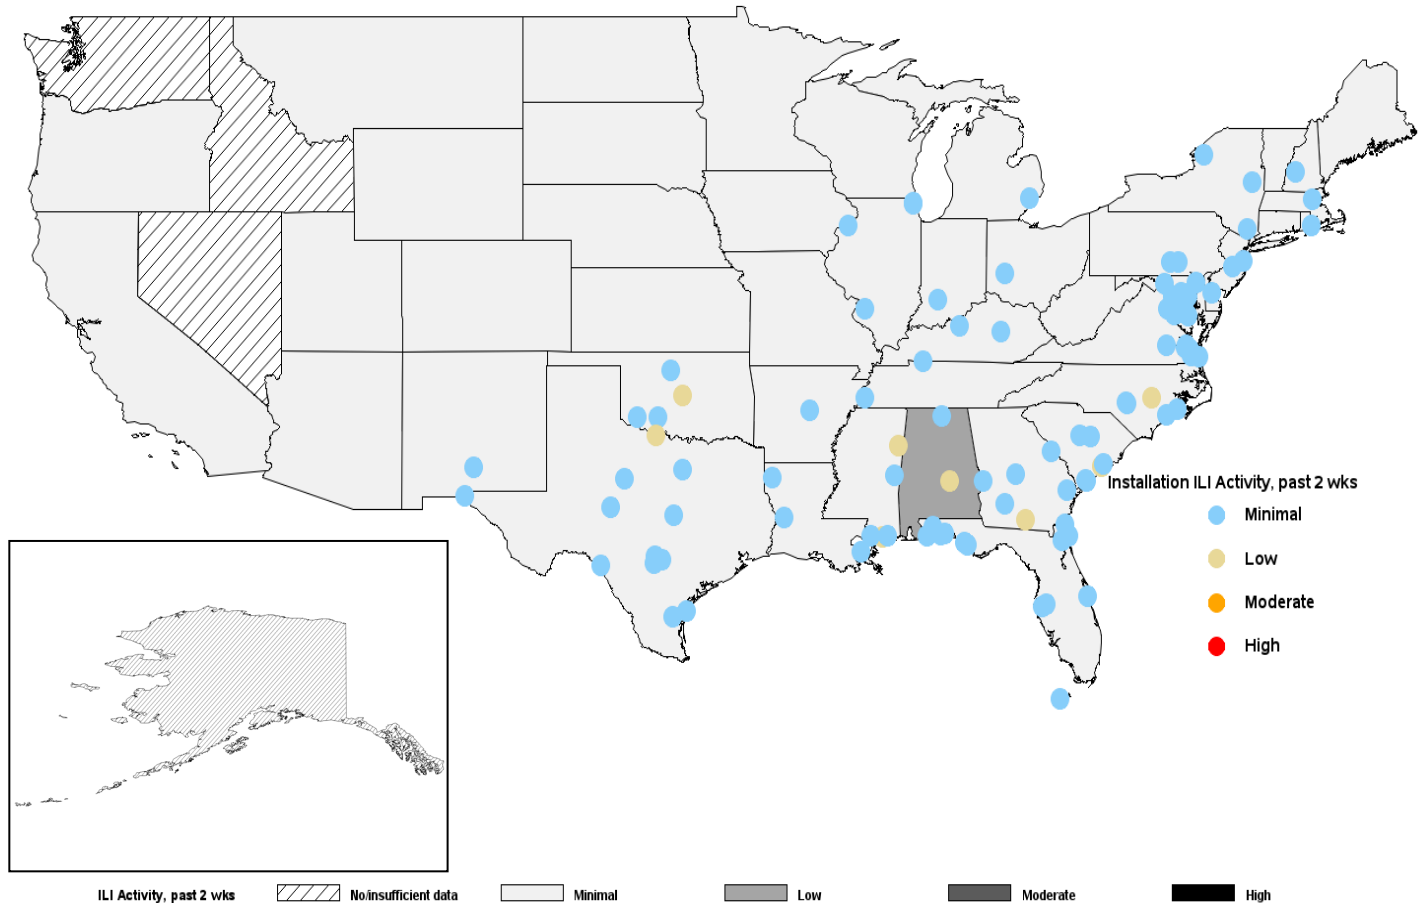 Installation ILI Activity, past 2 wks
Minimal
Low
Moderate
High
ILI Activity, past 2 wks No/insufficient data Minimal Low Moderate High